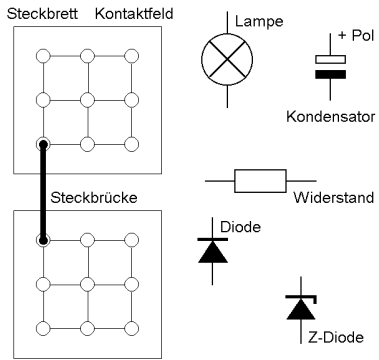 Steckbrett Kontaktfeld
Lampe
+ Pol
Kondensator
Steckbrücke
Widerstand
Diode
Z-Diode